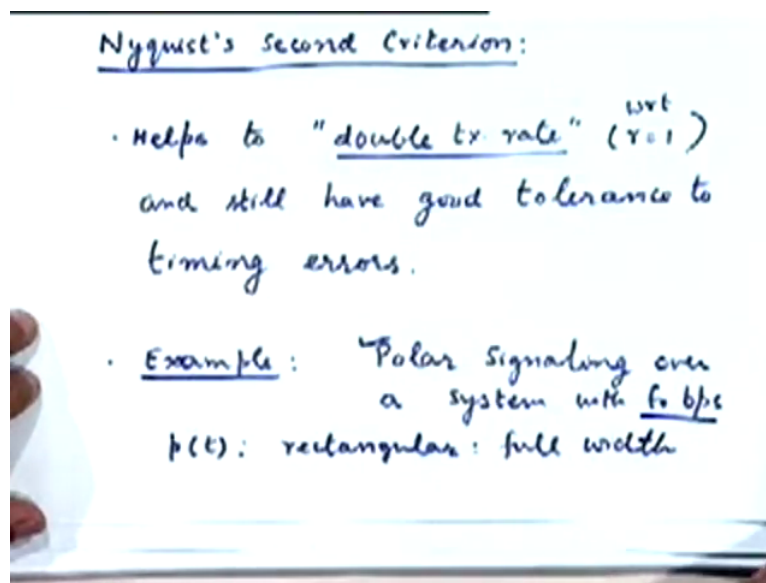 Nyquist's Second Criterion:
wrt
· Helps to "double tx. rate" (r=1)
and still have good tolerance to
timing errors.
· Example: Polar Signaling over
a system with f₀ bps
p(t): rectangular: full width